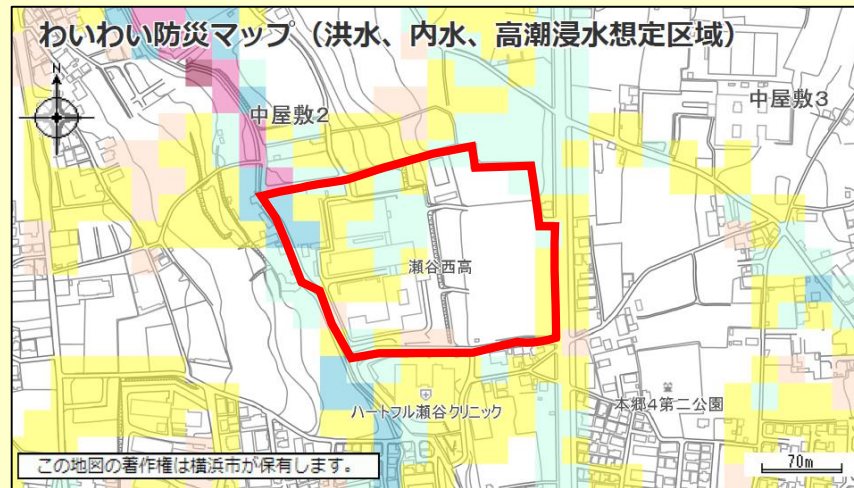 わいわい防災マップ（洪水、内水、高潮浸水想定区域）
N
中屋敷2
中屋敷3
瀬谷西高
ハートフル瀬谷クリニック
本郷4第二公園
この地図の著作権は横浜市が保有します。
70m